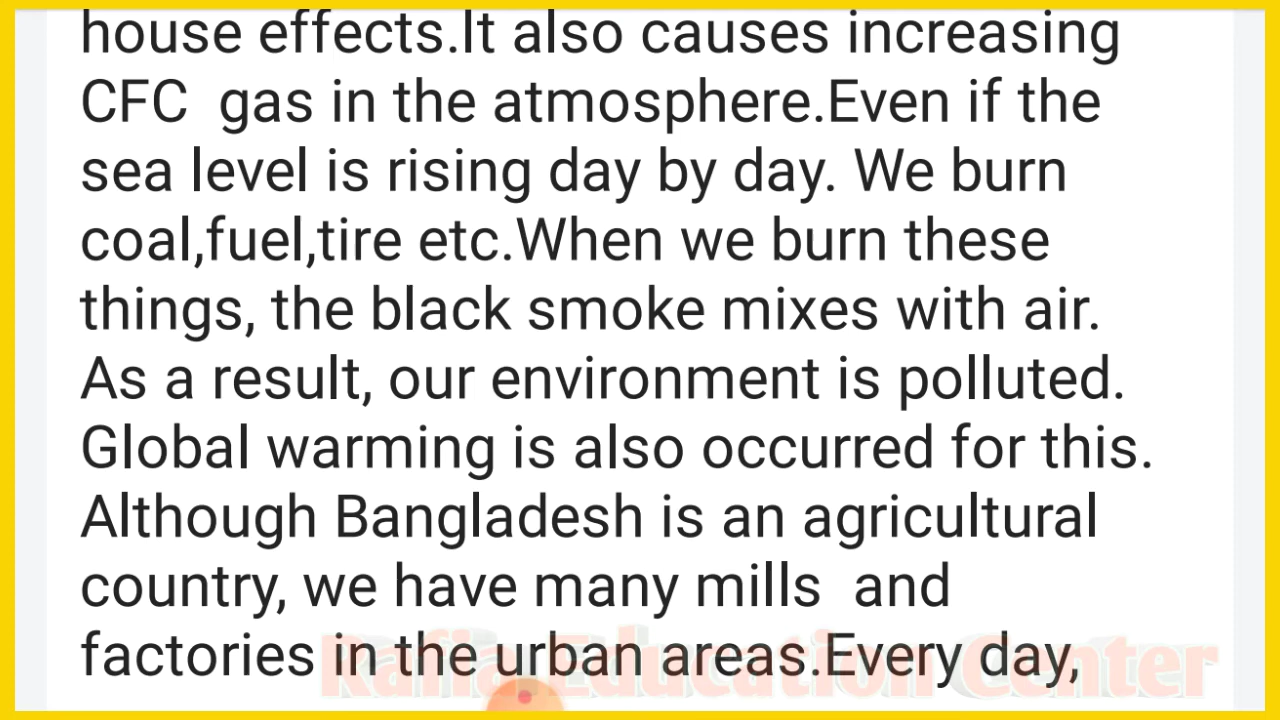 house effects.It also causes increasing
CFC  gas in the atmosphere.Even if the
sea level is rising day by day. We burn
coal,fuel,tire etc.When we burn these
things, the black smoke mixes with air.
As a result, our environment is polluted.
Global warming is also occurred for this.
Although Bangladesh is an agricultural
country, we have many mills  and
factories in the urban areas.Every day,
Rafia Education Center